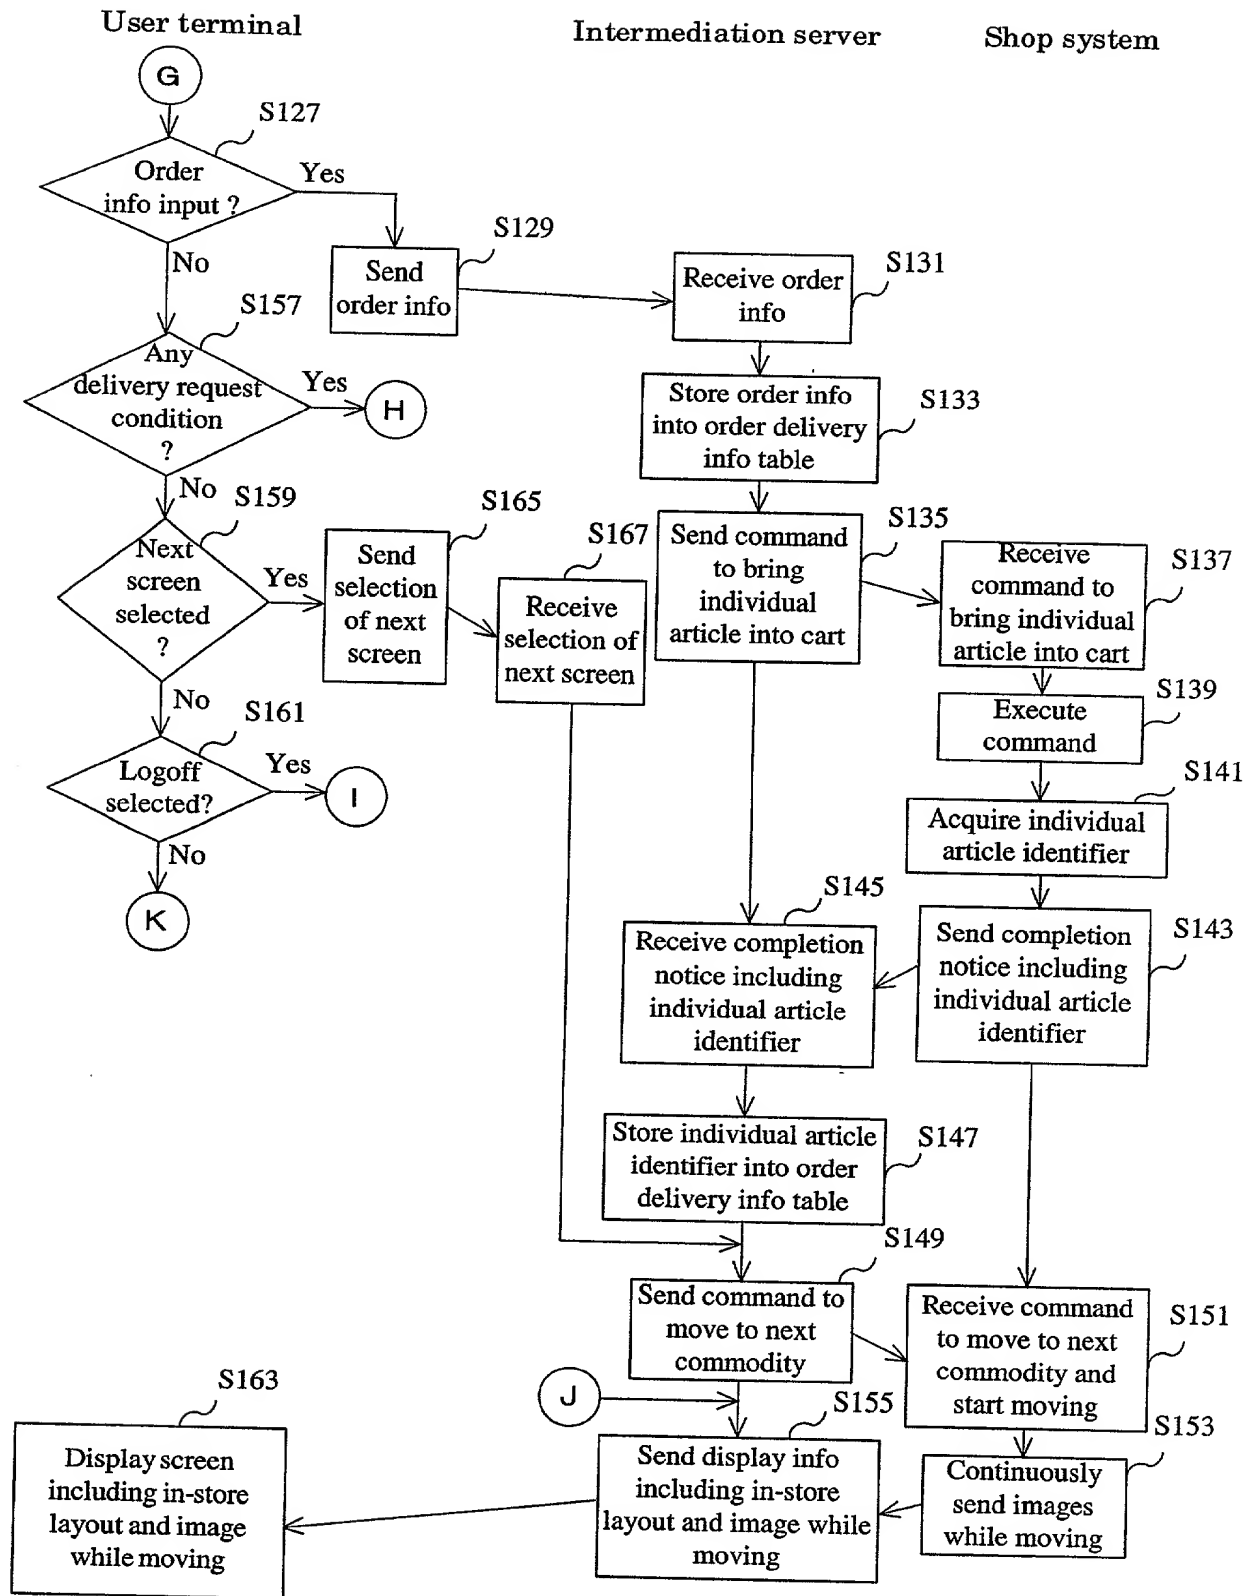 User terminal
Intermediation server
Shop system
G
S127
Order
info input ?
Yes
No
S129
Send
order info
S131
Receive order
info
S157
Any
delivery request
condition
?
Yes
H
No
S133
Store order info
into order delivery
info table
S159
Next
screen
selected
?
Yes
No
S165
Send
selection
of next
screen
S167
Receive
selection of
next screen
S135
Send command
to bring
individual
article into cart
S137
Receive
command to
bring individual
article into cart
S139
Execute
command
S161
Logoff
selected?
Yes
I
No
K
S141
Acquire individual
article identifier
S143
Send completion
notice including
individual article
identifier
S145
Receive completion
notice including
individual article
identifier
S147
Store individual article
identifier into order
delivery info table
S149
Send command to
move to next
commodity
S151
Receive command
to move to next
commodity and
start moving
J
S153
Continuously
send images
while moving
S155
Send display info
including in-store
layout and image while
moving
S163
Display screen
including in-store
layout and image
while moving